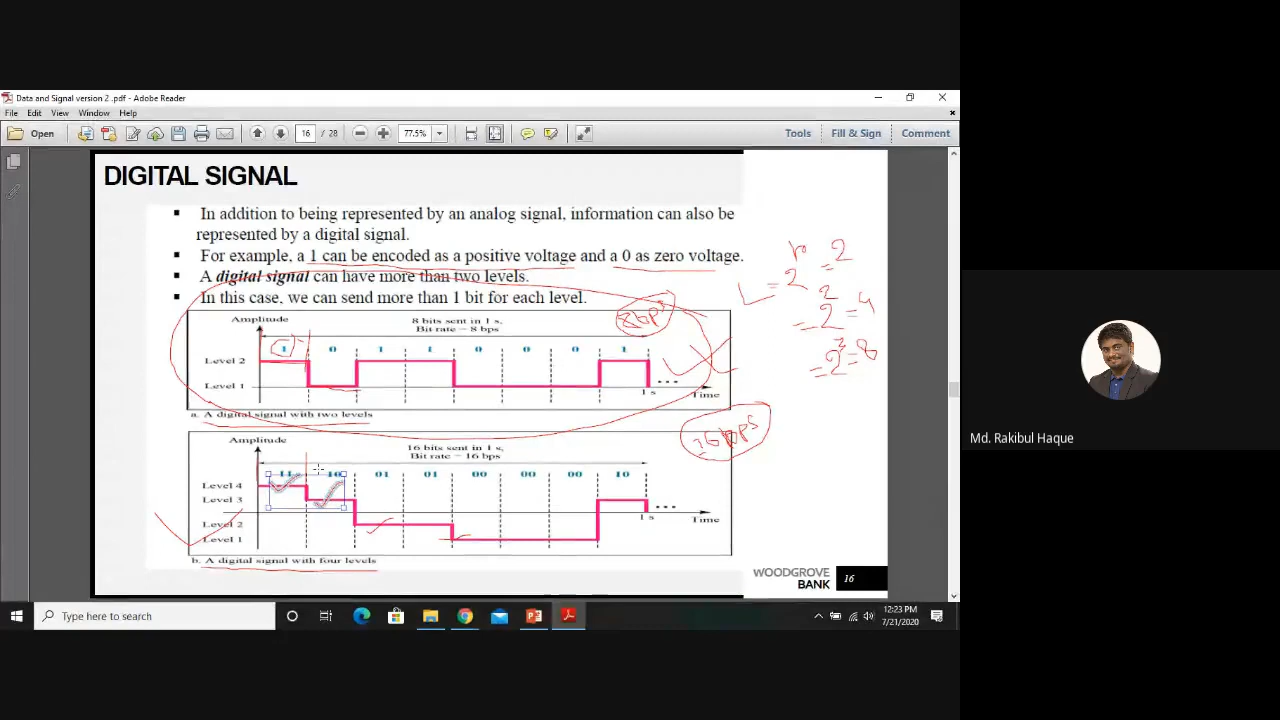 Data and Signal version 2 .pdf - Adobe Reader
File Edit View Window Help
Open 16 / 28 77.5% Tools Fill & Sign Comment
DIGITAL SIGNAL
In addition to being represented by an analog signal, information can also be
represented by a digital signal.
For example, a 1 can be encoded as a positive voltage and a 0 as zero voltage.
A digital signal can have more than two levels.
In this case, we can send more than 1 bit for each level.
Amplitude
8 bits sent in 1 s,
Bit rate = 8 bps
8bps
1 0 1 1 0 0 0 1
Level 2
Level 1
1 s
Time
a. A digital signal with two levels
16bps
Amplitude
16 bits sent in 1 s,
Bit rate = 16 bps
11 10 01 01 00 00 00 10
Level 4
Level 3
Level 2
Level 1
1 s
Time
b. A digital signal with four levels
= 2
L = 2
= 2² = 4
= 2³ = 8
WOODGROVE
BANK
16
Md. Rakibul Haque
Type here to search
12:23 PM
7/21/2020